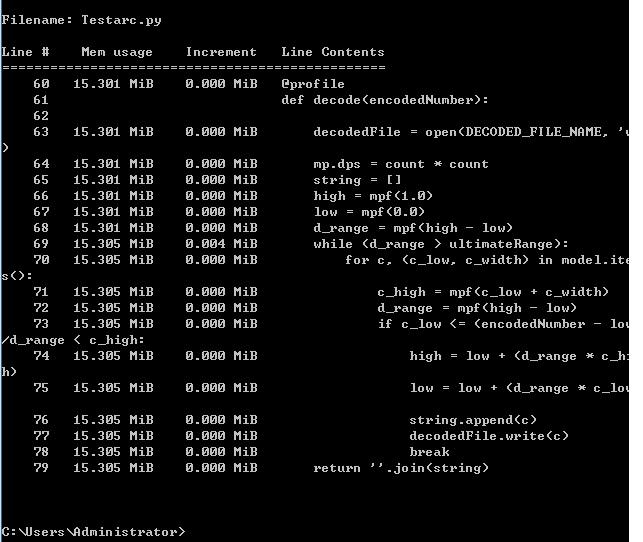 Filename: Testarc.py
Line #    Mem usage    Increment   Line Contents
================================================
60   15.301 MiB    0.000 MiB   @profile
61                             def decode(encodedNumber):
62
63   15.301 MiB    0.000 MiB       decodedFile = open(DECODED_FILE_NAME, '
)
64   15.301 MiB    0.000 MiB       mp.dps = count * count
65   15.301 MiB    0.000 MiB       string = []
66   15.301 MiB    0.000 MiB       high = mpf(1.0)
67   15.301 MiB    0.000 MiB       low = mpf(0.0)
68   15.301 MiB    0.000 MiB       d_range = mpf(high - low)
69   15.305 MiB    0.004 MiB       while (d_range > ultimateRange):
70   15.305 MiB    0.000 MiB           for c, (c_low, c_width) in model.ite
s():
71   15.305 MiB    0.000 MiB               c_high = mpf(c_low + c_width)
72   15.305 MiB    0.000 MiB               d_range = mpf(high - low)
73   15.305 MiB    0.000 MiB               if c_low <= (encodedNumber - low
/d_range < c_high:
74   15.305 MiB    0.000 MiB                   high = low + (d_range * c_hi
h)
75   15.305 MiB    0.000 MiB                   low = low + (d_range * c_low
76   15.305 MiB    0.000 MiB                   string.append(c)
77   15.305 MiB    0.000 MiB                   decodedFile.write(c)
78   15.305 MiB    0.000 MiB                   break
79   15.305 MiB    0.000 MiB       return ''.join(string)
C:\Users\Administrator>